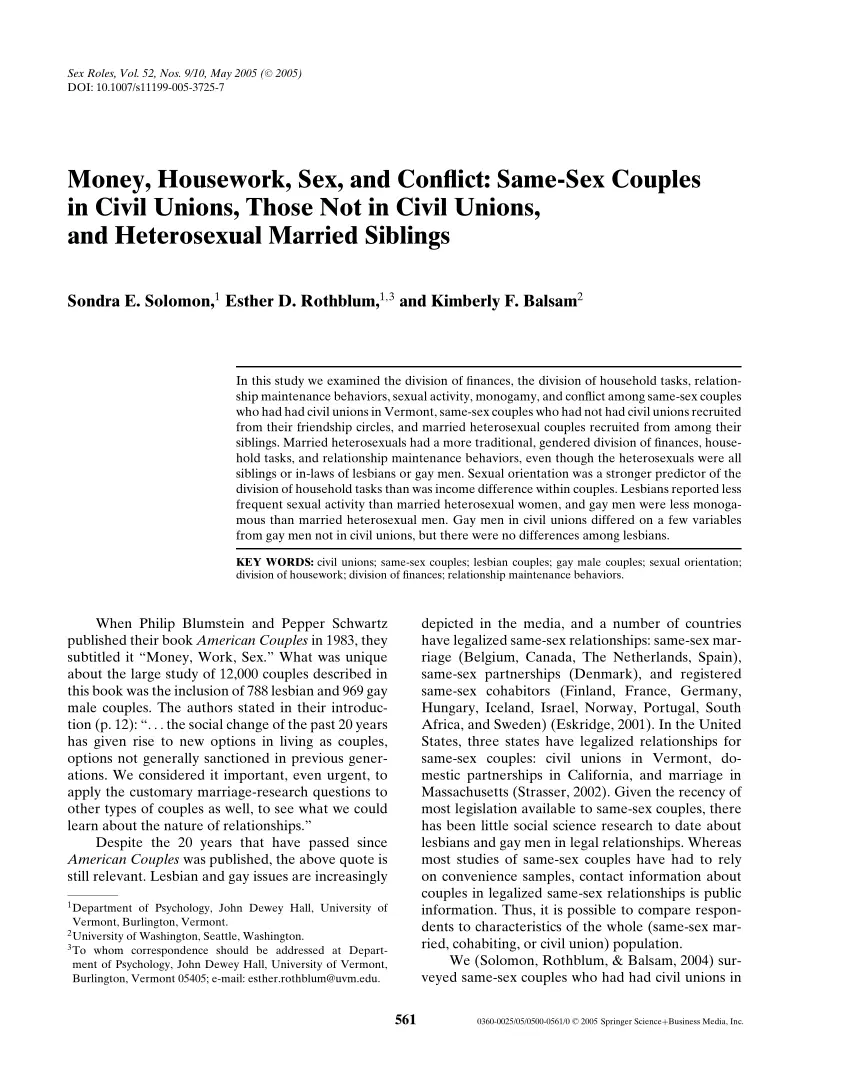 Sex Roles, Vol. 52, Nos. 9/10, May 2005 (© 2005)
DOI: 10.1007/s11199-005-3725-7
Money, Housework, Sex, and Conflict: Same-Sex Couples
in Civil Unions, Those Not in Civil Unions,
and Heterosexual Married Siblings
Sondra E. Solomon,1 Esther D. Rothblum,1,3 and Kimberly F. Balsam2
In this study we examined the division of finances, the division of household tasks, relation-
ship maintenance behaviors, sexual activity, monogamy, and conflict among same-sex couples
who had had civil unions in Vermont, same-sex couples who had not had civil unions recruited
from their friendship circles, and married heterosexual couples recruited from among their
siblings. Married heterosexuals had a more traditional, gendered division of finances, house-
hold tasks, and relationship maintenance behaviors, even though the heterosexuals were all
siblings or in-laws of lesbians or gay men. Sexual orientation was a stronger predictor of the
division of household tasks than was income difference within couples. Lesbians reported less
frequent sexual activity than married heterosexual women, and gay men were less monoga-
mous than married heterosexual men. Gay men in civil unions differed on a few variables
from gay men not in civil unions, but there were no differences among lesbians.
KEY WORDS: civil unions; same-sex couples; lesbian couples; gay male couples; sexual orientation;
division of housework; division of finances; relationship maintenance behaviors.
When Philip Blumstein and Pepper Schwartz
published their book American Couples in 1983, they
subtitled it “Money, Work, Sex.” What was unique
about the large study of 12,000 couples described in
this book was the inclusion of 788 lesbian and 969 gay
male couples. The authors stated in their introduc-
tion (p. 12): “. . . the social change of the past 20 years
has given rise to new options in living as couples,
options not generally sanctioned in previous gener-
ations. We considered it important, even urgent, to
apply the customary marriage-research questions to
other types of couples as well, to see what we could
learn about the nature of relationships.”
Despite the 20 years that have passed since
American Couples was published, the above quote is
still relevant. Lesbian and gay issues are increasingly
1Department of Psychology, John Dewey Hall, University of
Vermont, Burlington, Vermont.
2University of Washington, Seattle, Washington.
3To whom correspondence should be addressed at Depart-
ment of Psychology, John Dewey Hall, University of Vermont,
Burlington, Vermont 05405; e-mail: esther.rothblum@uvm.edu.
depicted in the media, and a number of countries
have legalized same-sex relationships: same-sex mar-
riage (Belgium, Canada, The Netherlands, Spain),
same-sex partnerships (Denmark), and registered
same-sex cohabitors (Finland, France, Germany,
Hungary, Iceland, Israel, Norway, Portugal, South
Africa, and Sweden) (Eskridge, 2001). In the United
States, three states have legalized relationships for
same-sex couples: civil unions in Vermont, do-
mestic partnerships in California, and marriage in
Massachusetts (Strasser, 2002). Given the recency of
most legislation available to same-sex couples, there
has been little social science research to date about
lesbians and gay men in legal relationships. Whereas
most studies of same-sex couples have had to rely
on convenience samples, contact information about
couples in legalized same-sex relationships is public
information. Thus, it is possible to compare respon-
dents to characteristics of the whole (same-sex mar-
ried, cohabiting, or civil union) population.
We (Solomon, Rothblum, & Balsam, 2004) sur-
veyed same-sex couples who had had civil unions in
561
0360-0025/05/0500-0561/0 © 2005 Springer Science+Business Media, Inc.